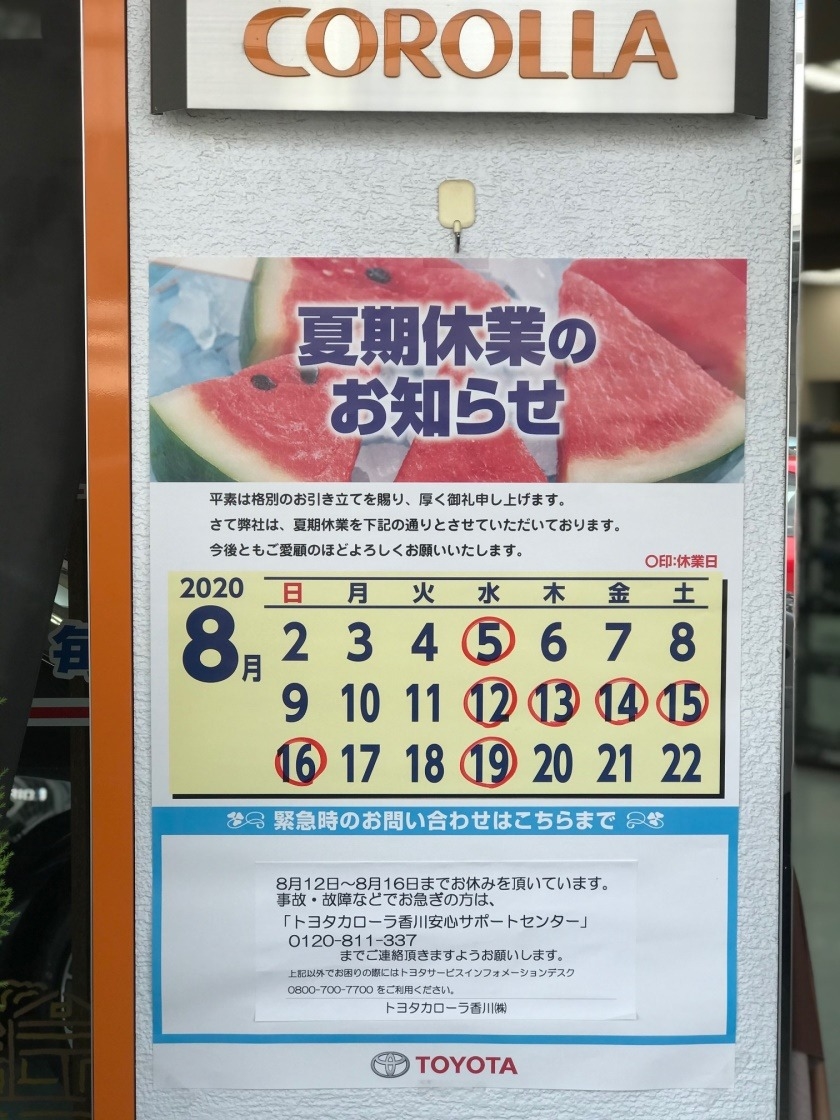 COROLLA
夏期休業の
お知らせ
平素は格別のお引き立てを賜り、厚く御礼申し上げます。
さて弊社は、夏期休業を下記の通りとさせていただいております。
今後ともご愛顧のほどよろしくお願いいたします。
〇印:休業日
2020
8月
日 月 火 水 木 金 土
2 3 4 5 6 7 8
9 10 11 12 13 14 15
16 17 18 19 20 21 22
緊急時のお問い合わせはこちらまで
8月12日～8月16日までお休みを頂いています。
事故・故障などでお急ぎの方は、
「トヨタカローラ香川安心サポートセンター」
0120-811-337
までご連絡頂きますようお願いします。
上記以外でお困りの際にはトヨタサービスインフォメーションデスク
0800-700-7700 をご利用ください。
トヨタカローラ香川㈱
TOYOTA
毎